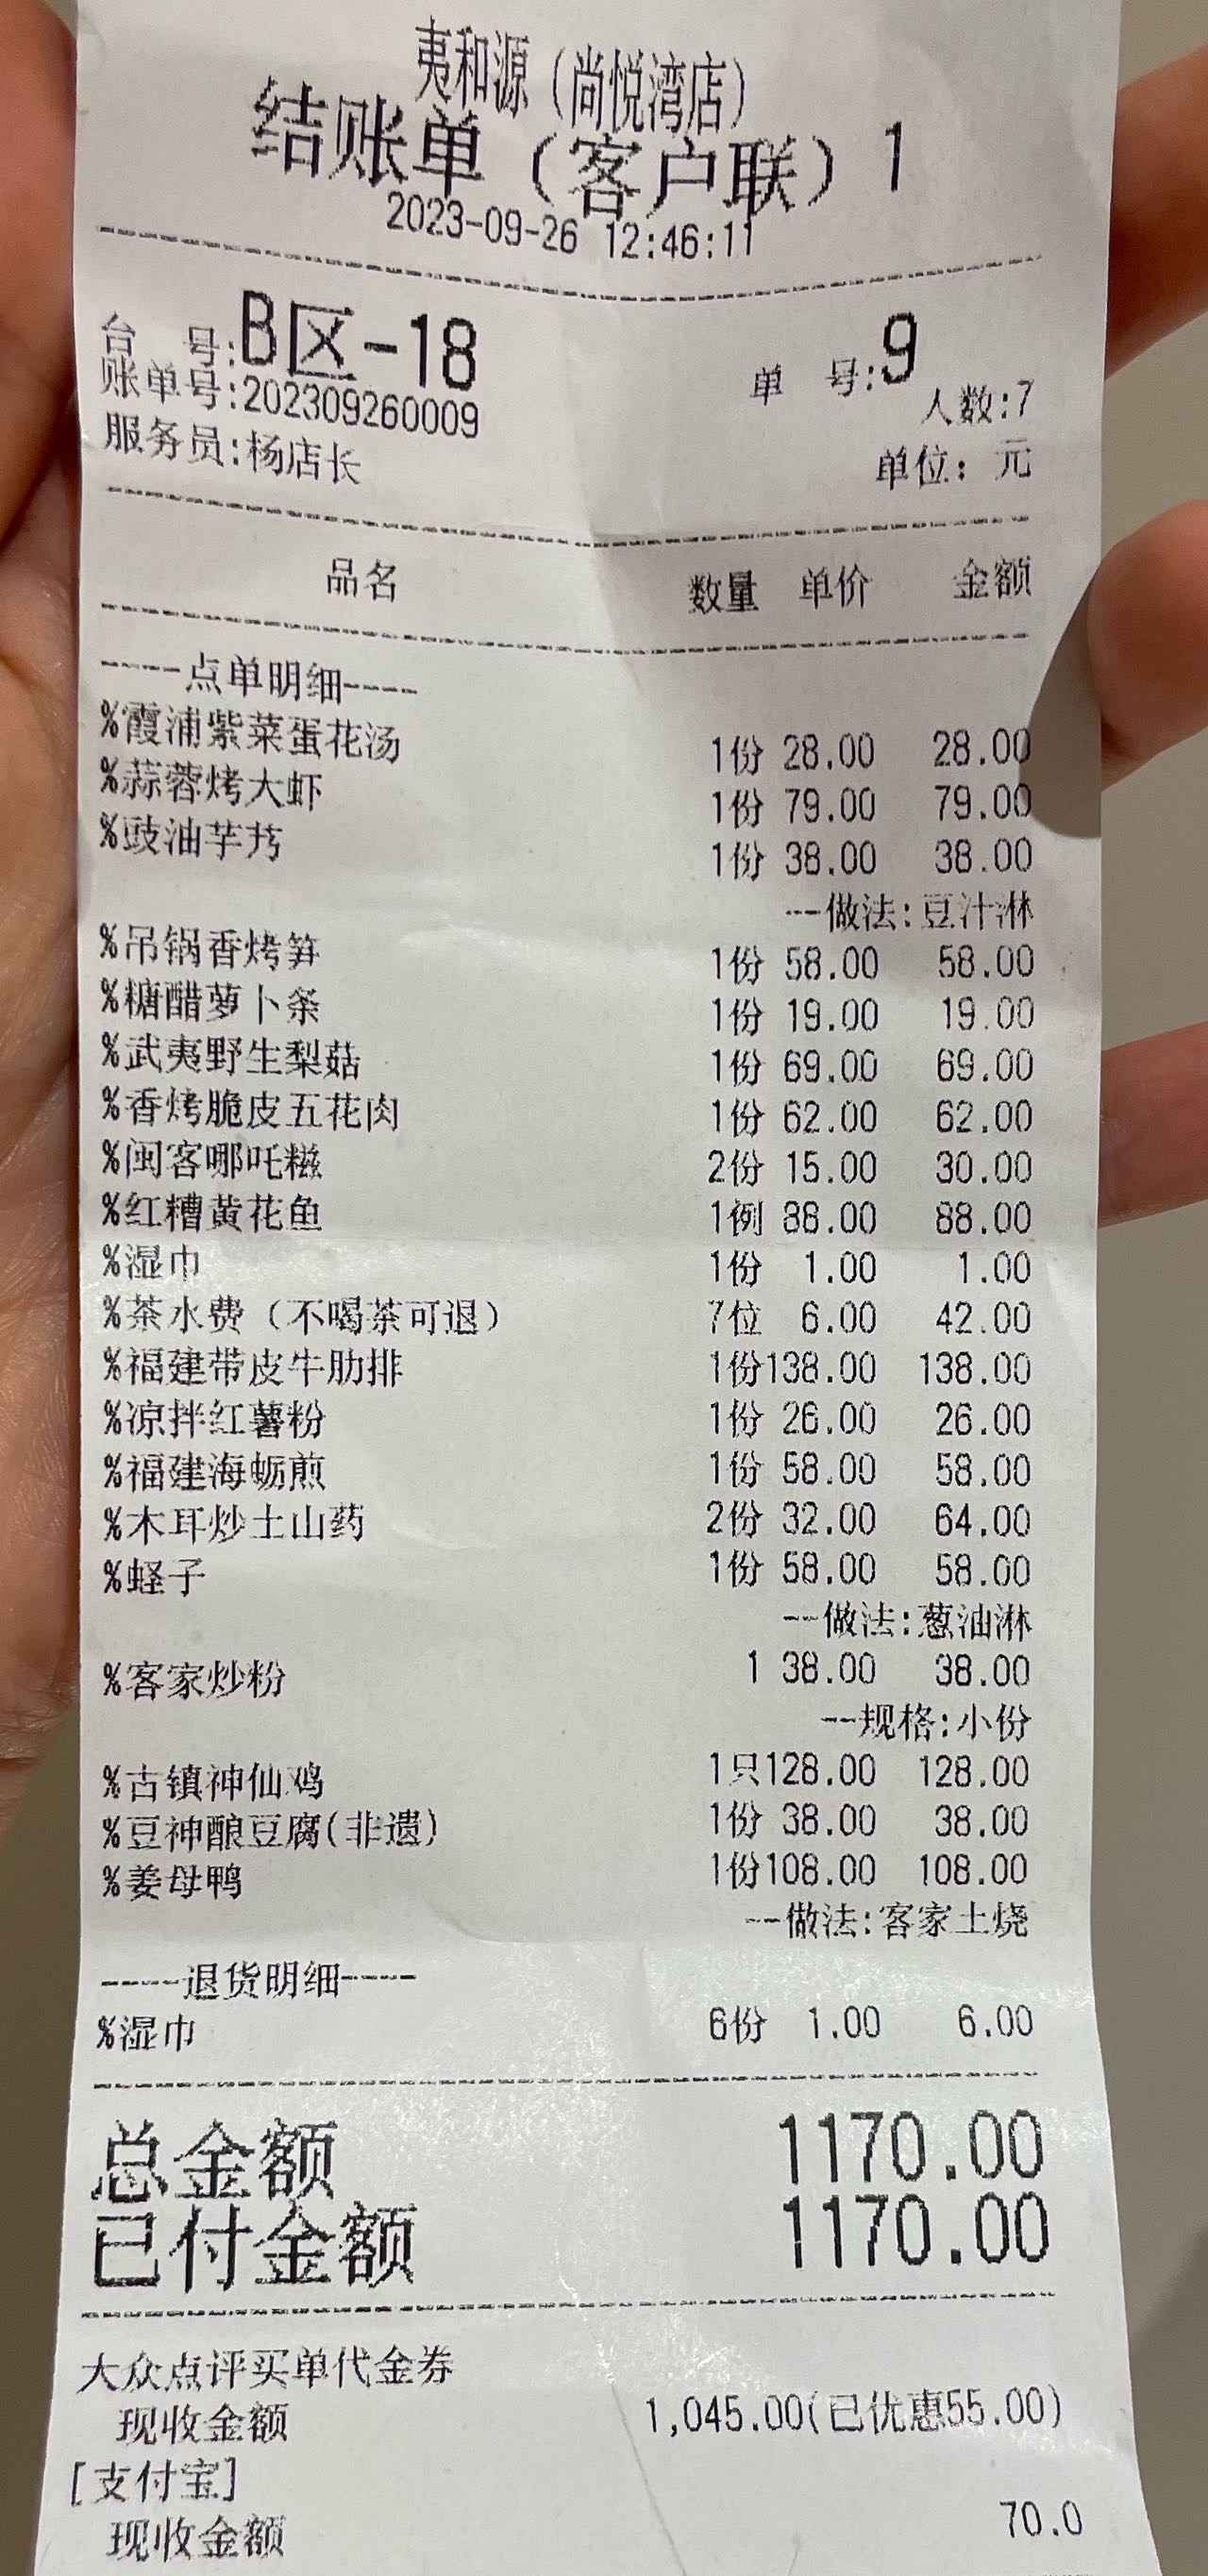 夷和源（尚悦湾店）
结账单（客户联）1
2023-09-26 12:46:11
台 号:B区-18 单 号:9
账单号:202309260009 人数:7
服务员:杨店长 单位：元
品名 数量 单价 金额
-----点单明细-----
%霞浦紫菜蛋花汤 1份 28.00 28.00
%蒜蓉烤大虾 1份 79.00 79.00
%豉油芋艿 1份 38.00 38.00
---做法:豆汁淋
%吊锅香烤笋 1份 58.00 58.00
%糖醋萝卜条 1份 19.00 19.00
%武夷野生梨菇 1份 69.00 69.00
%香烤脆皮五花肉 1份 62.00 62.00
%闽客哪吒糍 2份 15.00 30.00
%红糟黄花鱼 1例 88.00 88.00
%湿巾 1份 1.00 1.00
%茶水费（不喝茶可退） 7位 6.00 42.00
%福建带皮牛肋排 1份138.00 138.00
%凉拌红薯粉 1份 26.00 26.00
%福建海蛎煎 1份 58.00 58.00
%木耳炒土山药 2份 32.00 64.00
%蛏子 1份 58.00 58.00
--做法:葱油淋
%客家炒粉 1 38.00 38.00
--规格:小份
%古镇神仙鸡 1只128.00 128.00
%豆神酿豆腐(非遗) 1份 38.00 38.00
%姜母鸭 1份108.00 108.00
--做法:客家土烧
-----退货明细-----
%湿巾 6份 1.00 6.00
总金额 1170.00
已付金额 1170.00
大众点评买单代金券
现收金额 1,045.00(已优惠55.00)
[支付宝]
现收金额 70.0